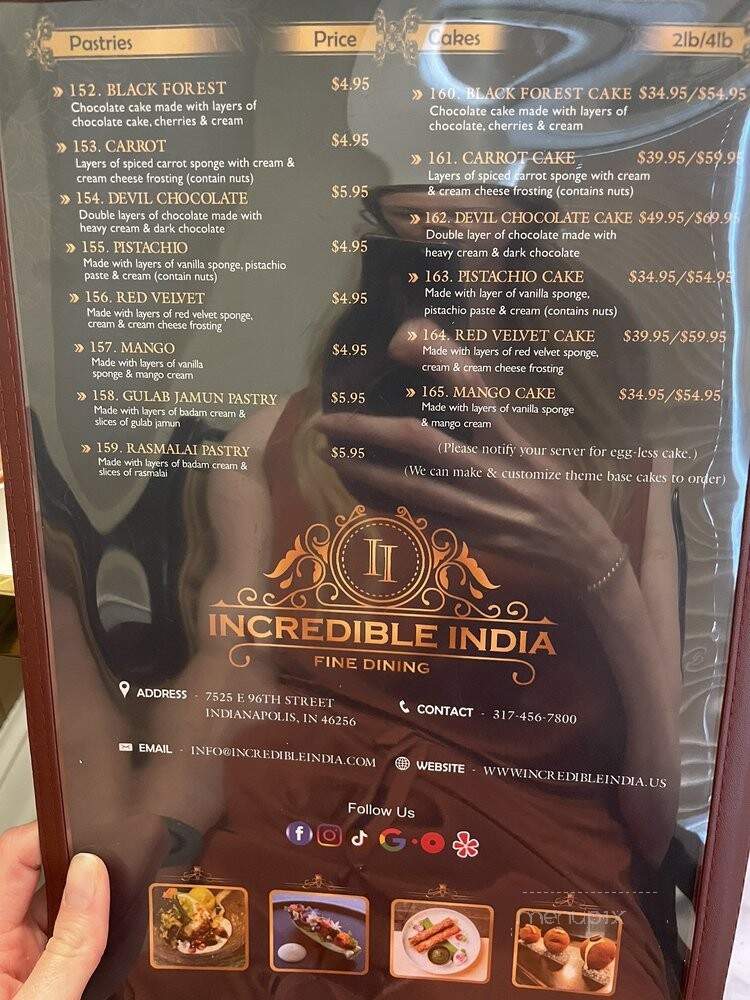 Pastries Price
152. BLACK FOREST $4.95
Chocolate cake made with layers of
chocolate cake, cherries & cream
153. CARROT $4.95
Layers of spiced carrot sponge with cream &
cream cheese frosting (contain nuts)
154. DEVIL CHOCOLATE $5.95
Double layers of chocolate made with
heavy cream & dark chocolate
155. PISTACHIO $4.95
Made with layers of vanilla sponge, pistachio
paste & cream (contain nuts)
156. RED VELVET $4.95
Made with layers of red velvet sponge,
cream & cream cheese frosting
157. MANGO $4.95
Made with layers of vanilla
sponge & mango cream
158. GULAB JAMUN PASTRY $5.95
Made with layers of badam cream &
slices of gulab jamun
159. RASMALAI PASTRY $5.95
Made with layers of badam cream &
slices of rasmalai
Cakes 2lb/4lb
160. BLACK FOREST CAKE $34.95/$54.95
Chocolate cake made with layers of
chocolate, cherries & cream
161. CARROT CAKE $39.95/$59.95
Layers of spiced carrot sponge with cream
& cream cheese frosting (contains nuts)
162. DEVIL CHOCOLATE CAKE $49.95/$69.95
Double layer of chocolate made with
heavy cream & dark chocolate
163. PISTACHIO CAKE $34.95/$54.95
Made with layer of vanilla sponge,
pistachio paste & cream (contains nuts)
164. RED VELVET CAKE $39.95/$59.95
Made with layers of red velvet sponge,
cream & cream cheese frosting
165. MANGO CAKE $34.95/$54.95
Made with layers of vanilla sponge
& mango cream
(Please notify your server for egg-less cake.)
(We can make & customize theme base cakes to order)
II
INCREDIBLE INDIA
FINE DINING
ADDRESS - 7525 E 96TH STREET
INDIANAPOLIS, IN 46256
CONTACT - 317-456-7800
EMAIL - INFO@INCREDIBLEINDIA.COM
WEBSITE - WWW.INCREDIBLEINDIA.US
Follow Us
menupix